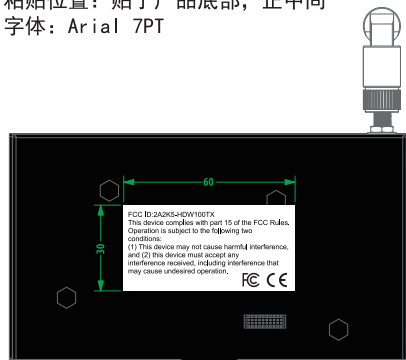 粘贴位置：贴于产品底部，正中间
字体：Arial 7PT
60
30
FCC ID:2A2K5-HDW100TX
This device complies with part 15 of the FCC Rules.
Operation is subject to the following two
conditions:
(1) This device may not cause harmful interference,
and (2) this device must accept any
interference received, including interference that
may cause undesired operation.
FC CE